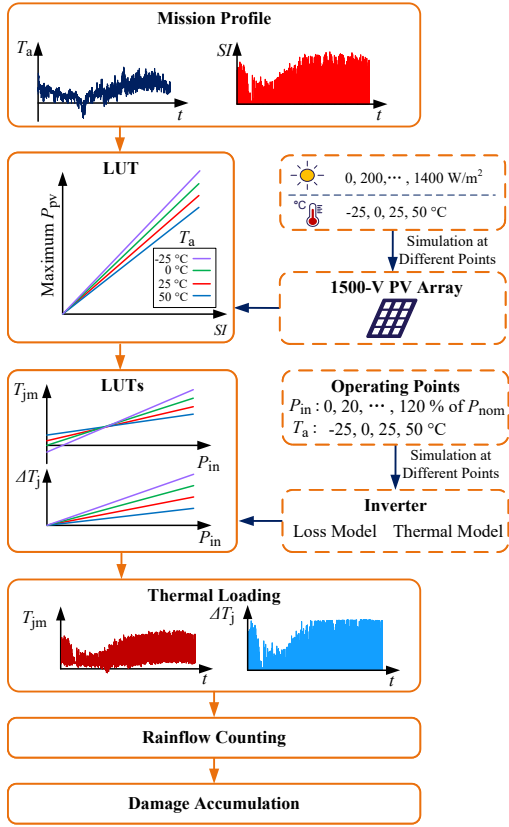 Mission Profile
Tₐ
t
SI
t
LUT
Maximum Pₚᵥ
Tₐ
-25 °C
0 °C
25 °C
50 °C
SI
0, 200,··· , 1400 W/m²
°C
-25, 0, 25, 50 °C
Simulation at
Different Points
1500-V PV Array
LUTs
Tⱼₘ
Pᵢₙ
ΔTⱼ
Pᵢₙ
Operating Points
Pᵢₙ : 0, 20, ··· , 120 % of Pₙₒₘ
Tₐ : -25, 0, 25, 50 °C
Simulation at
Different Points
Inverter
Loss Model Thermal Model
Thermal Loading
Tⱼₘ
t
ΔTⱼ
t
Rainflow Counting
Damage Accumulation